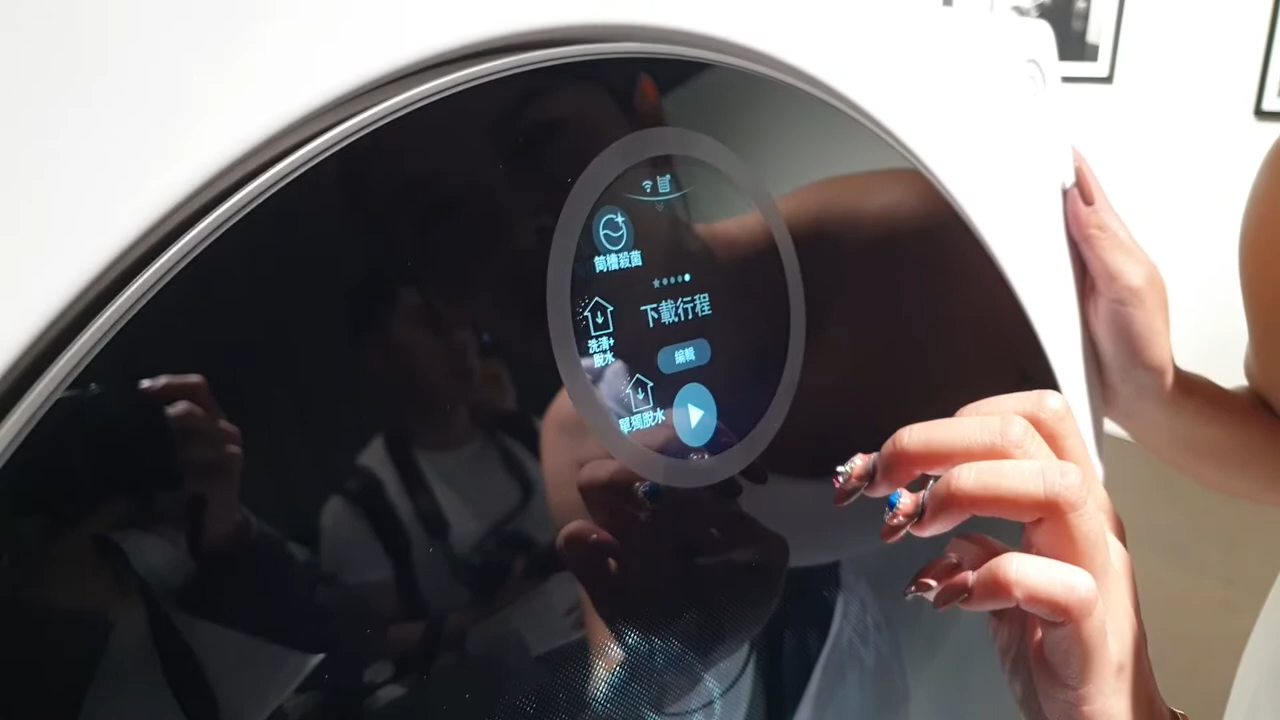 筒槽殺菌
下載行程
洗清+
脫水
編輯
單獨脫水